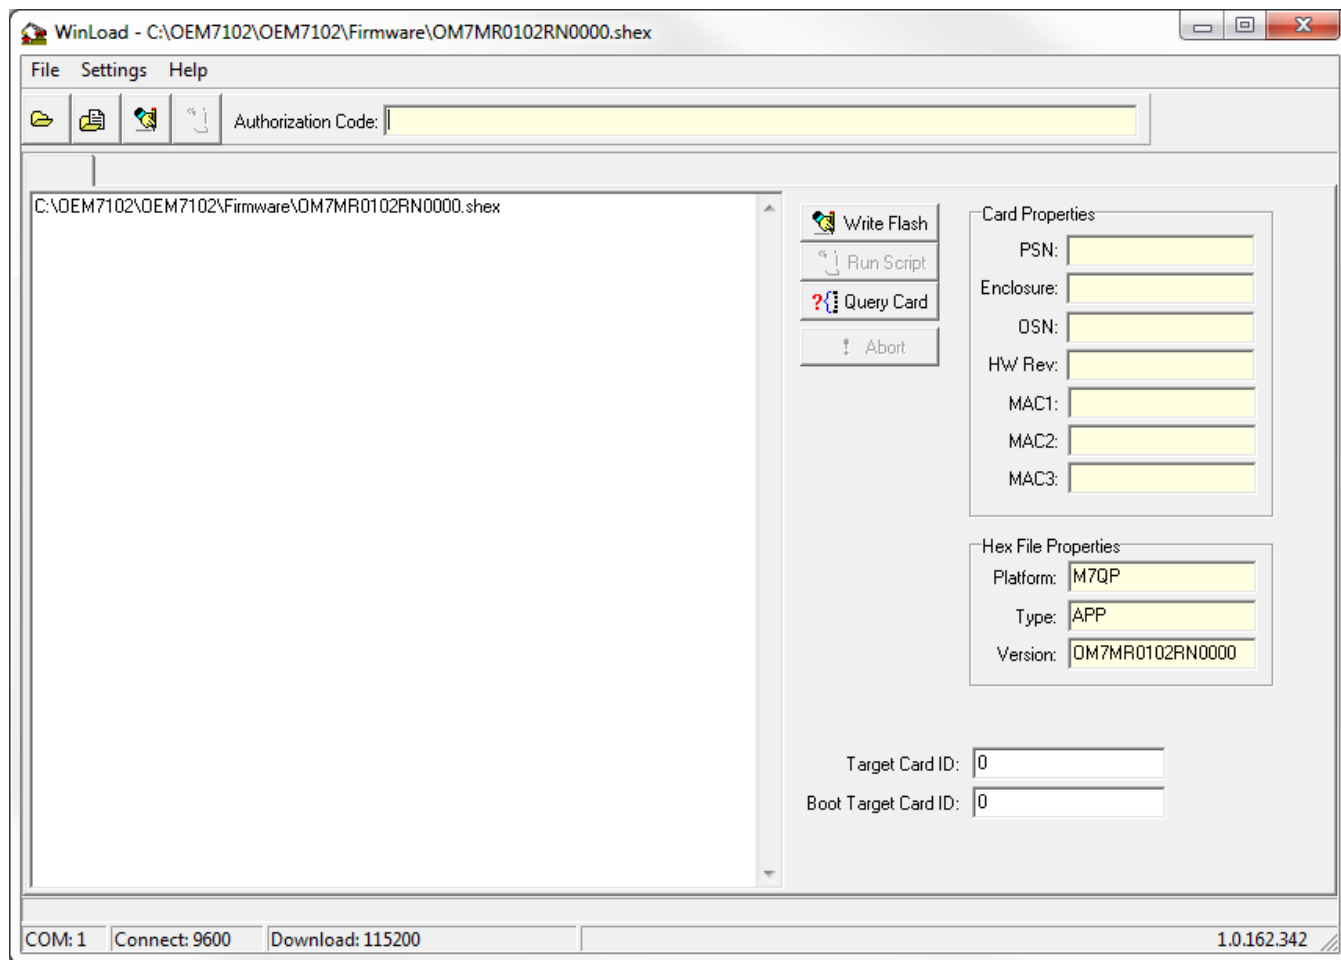 WinLoad - C:\OEM7102\OEM7102\Firmware\OM7MR0102RN0000.shex
File Settings Help
Authorization Code:
C:\OEM7102\OEM7102\Firmware\OM7MR0102RN0000.shex
Write Flash
Run Script
Query Card
Abort
Card Properties
PSN:
Enclosure:
OSN:
HW Rev:
MAC1:
MAC2:
MAC3:
Hex File Properties
Platform: M7QP
Type: APP
Version: OM7MR0102RN0000
Target Card ID: 0
Boot Target Card ID: 0
COM: 1 Connect: 9600 Download: 115200 1.0.162.342